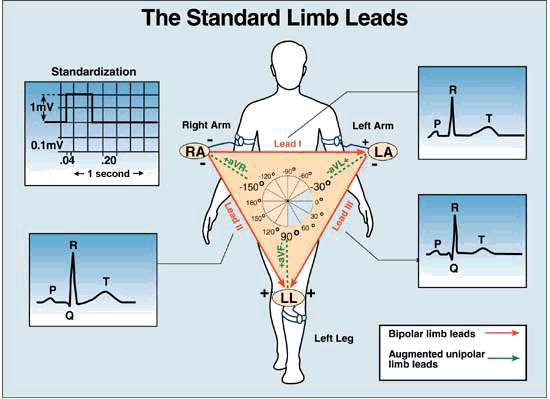 The Standard Limb Leads
Standardization
1mV
0.1mV
.04 .20
1 second
Right Arm
Left Arm
RA
LA
-
+
-
-
Lead I
+aVR-
-aVL+
-150°
-120°
-90°
-60°
-30°
180°
0°
150°
30°
120°
90°
60°
Lead II
Lead III
+aVF-
+ LL +
Left Leg
P R T
R
P T
Q
R
P T
Q
Bipolar limb leads
Augmented unipolar
limb leads